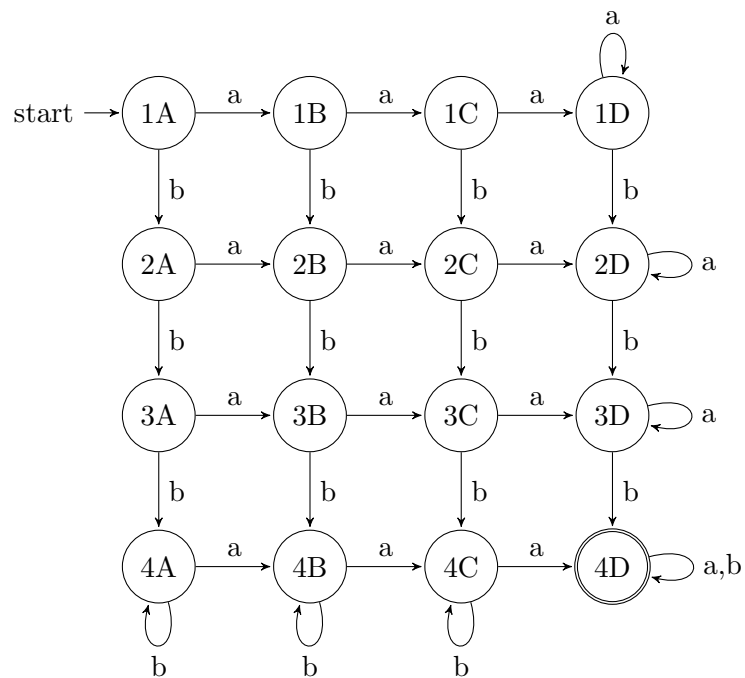 a
start 1A a 1B a 1C a 1D
b b b b
2A a 2B a 2C a 2D a
b b b b
3A a 3B a 3C a 3D a
b b b b
4A a 4B a 4C a 4D a,b
b b b